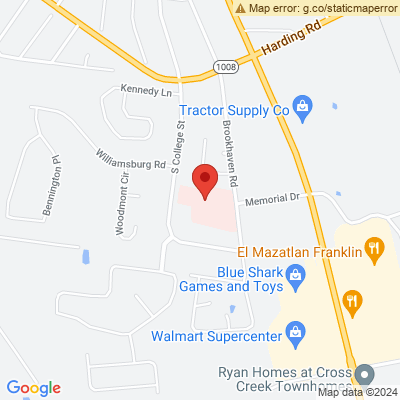 Map error: g.co/staticmaperror
Harding Rd
1008
Kennedy Ln
Tractor Supply Co
S College St
Brookhaven Rd
Williamsburg Rd
Bennington Pl
Woodmont Cir
Memorial Dr
El Mazatlan Franklin
Blue Shark
Games and Toys
Walmart Supercenter
Ryan Homes at Cross
Creek Townhomes
Google
Map data ©2024